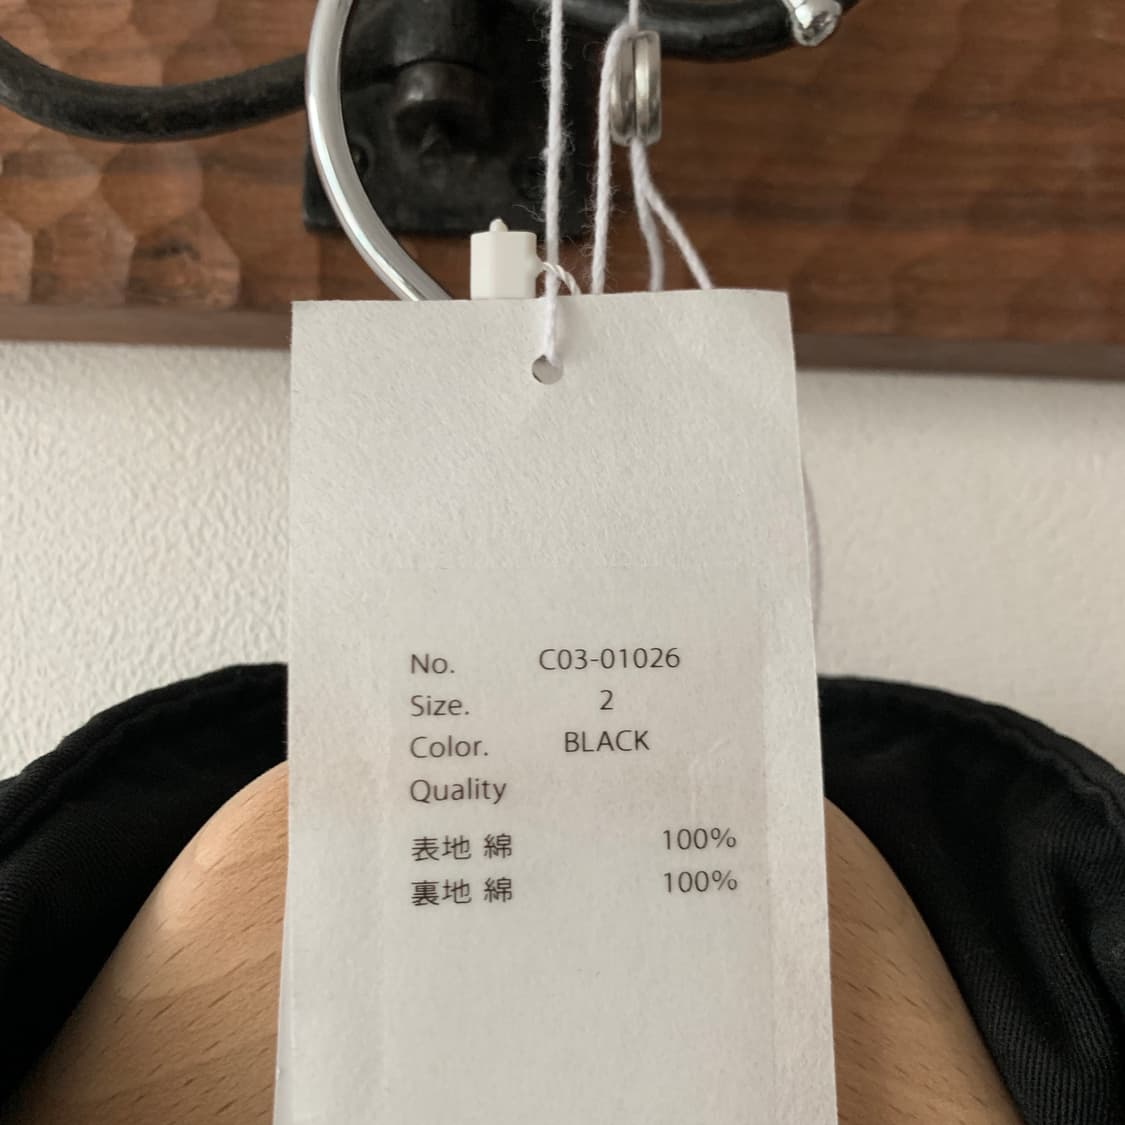 No. C03-01026
Size. 2
Color. BLACK
Quality
表地 綿 100%
裏地 綿 100%